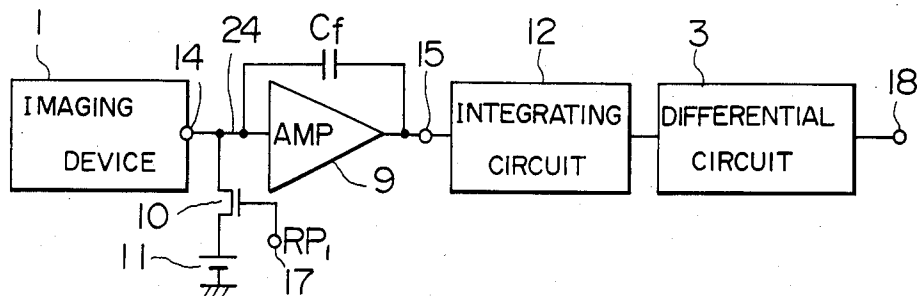 1
14
24
Cf
15
12
3
18
IMAGING
DEVICE
AMP
9
INTEGRATING
CIRCUIT
DIFFERENTIAL
CIRCUIT
10
11
RP1
17